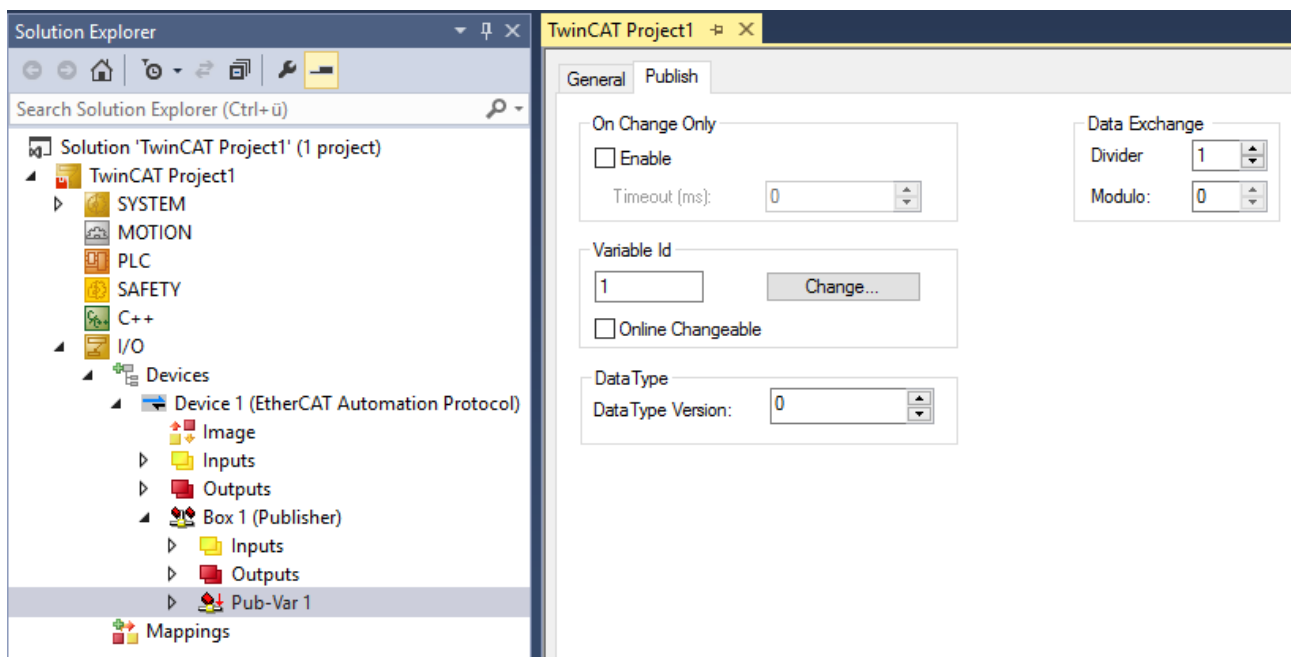 Solution Explorer
Search Solution Explorer (Ctrl+ü)
Solution 'TwinCAT Project1' (1 project)
TwinCAT Project1
SYSTEM
MOTION
PLC
SAFETY
C++
I/O
Devices
Device 1 (EtherCAT Automation Protocol)
Image
Inputs
Outputs
Box 1 (Publisher)
Inputs
Outputs
Pub-Var 1
Mappings
TwinCAT Project1
General Publish
On Change Only
Enable
Timeout (ms): 0
Variable Id
1 Change...
Online Changeable
DataType
DataType Version: 0
Data Exchange
Divider 1
Modulo: 0